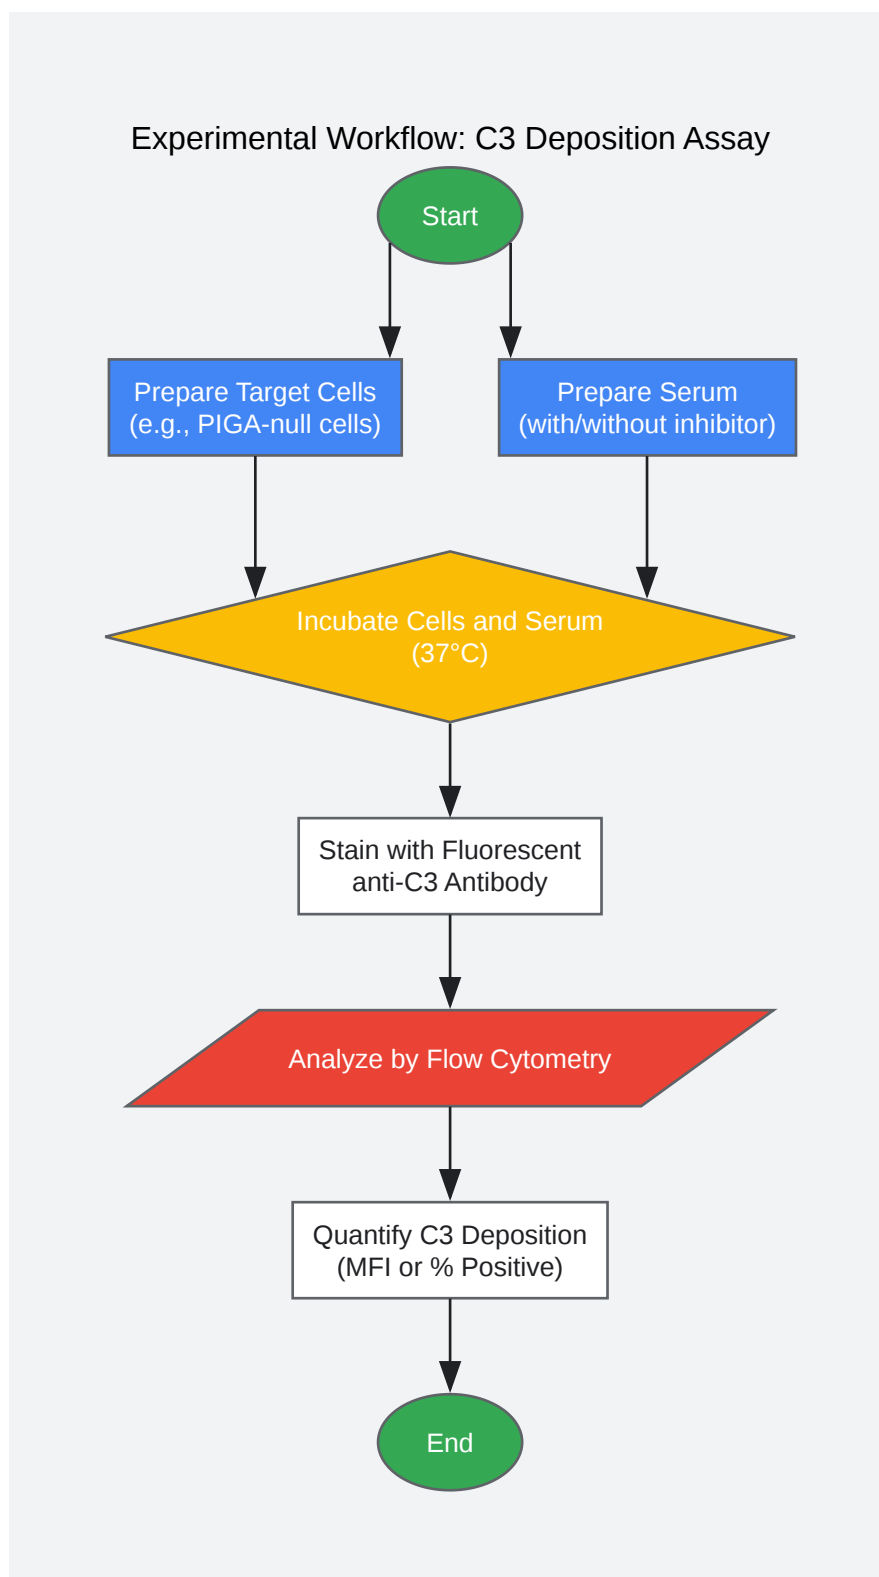 Experimental Workflow: C3 Deposition Assay
Start
Prepare Target Cells
(e.g., PIGA-null cells)
Prepare Serum
(with/without inhibitor)
Incubate Cells and Serum
(37°C)
Stain with Fluorescent
anti-C3 Antibody
Analyze by Flow Cytometry
Quantify C3 Deposition
(MFI or % Positive)
End